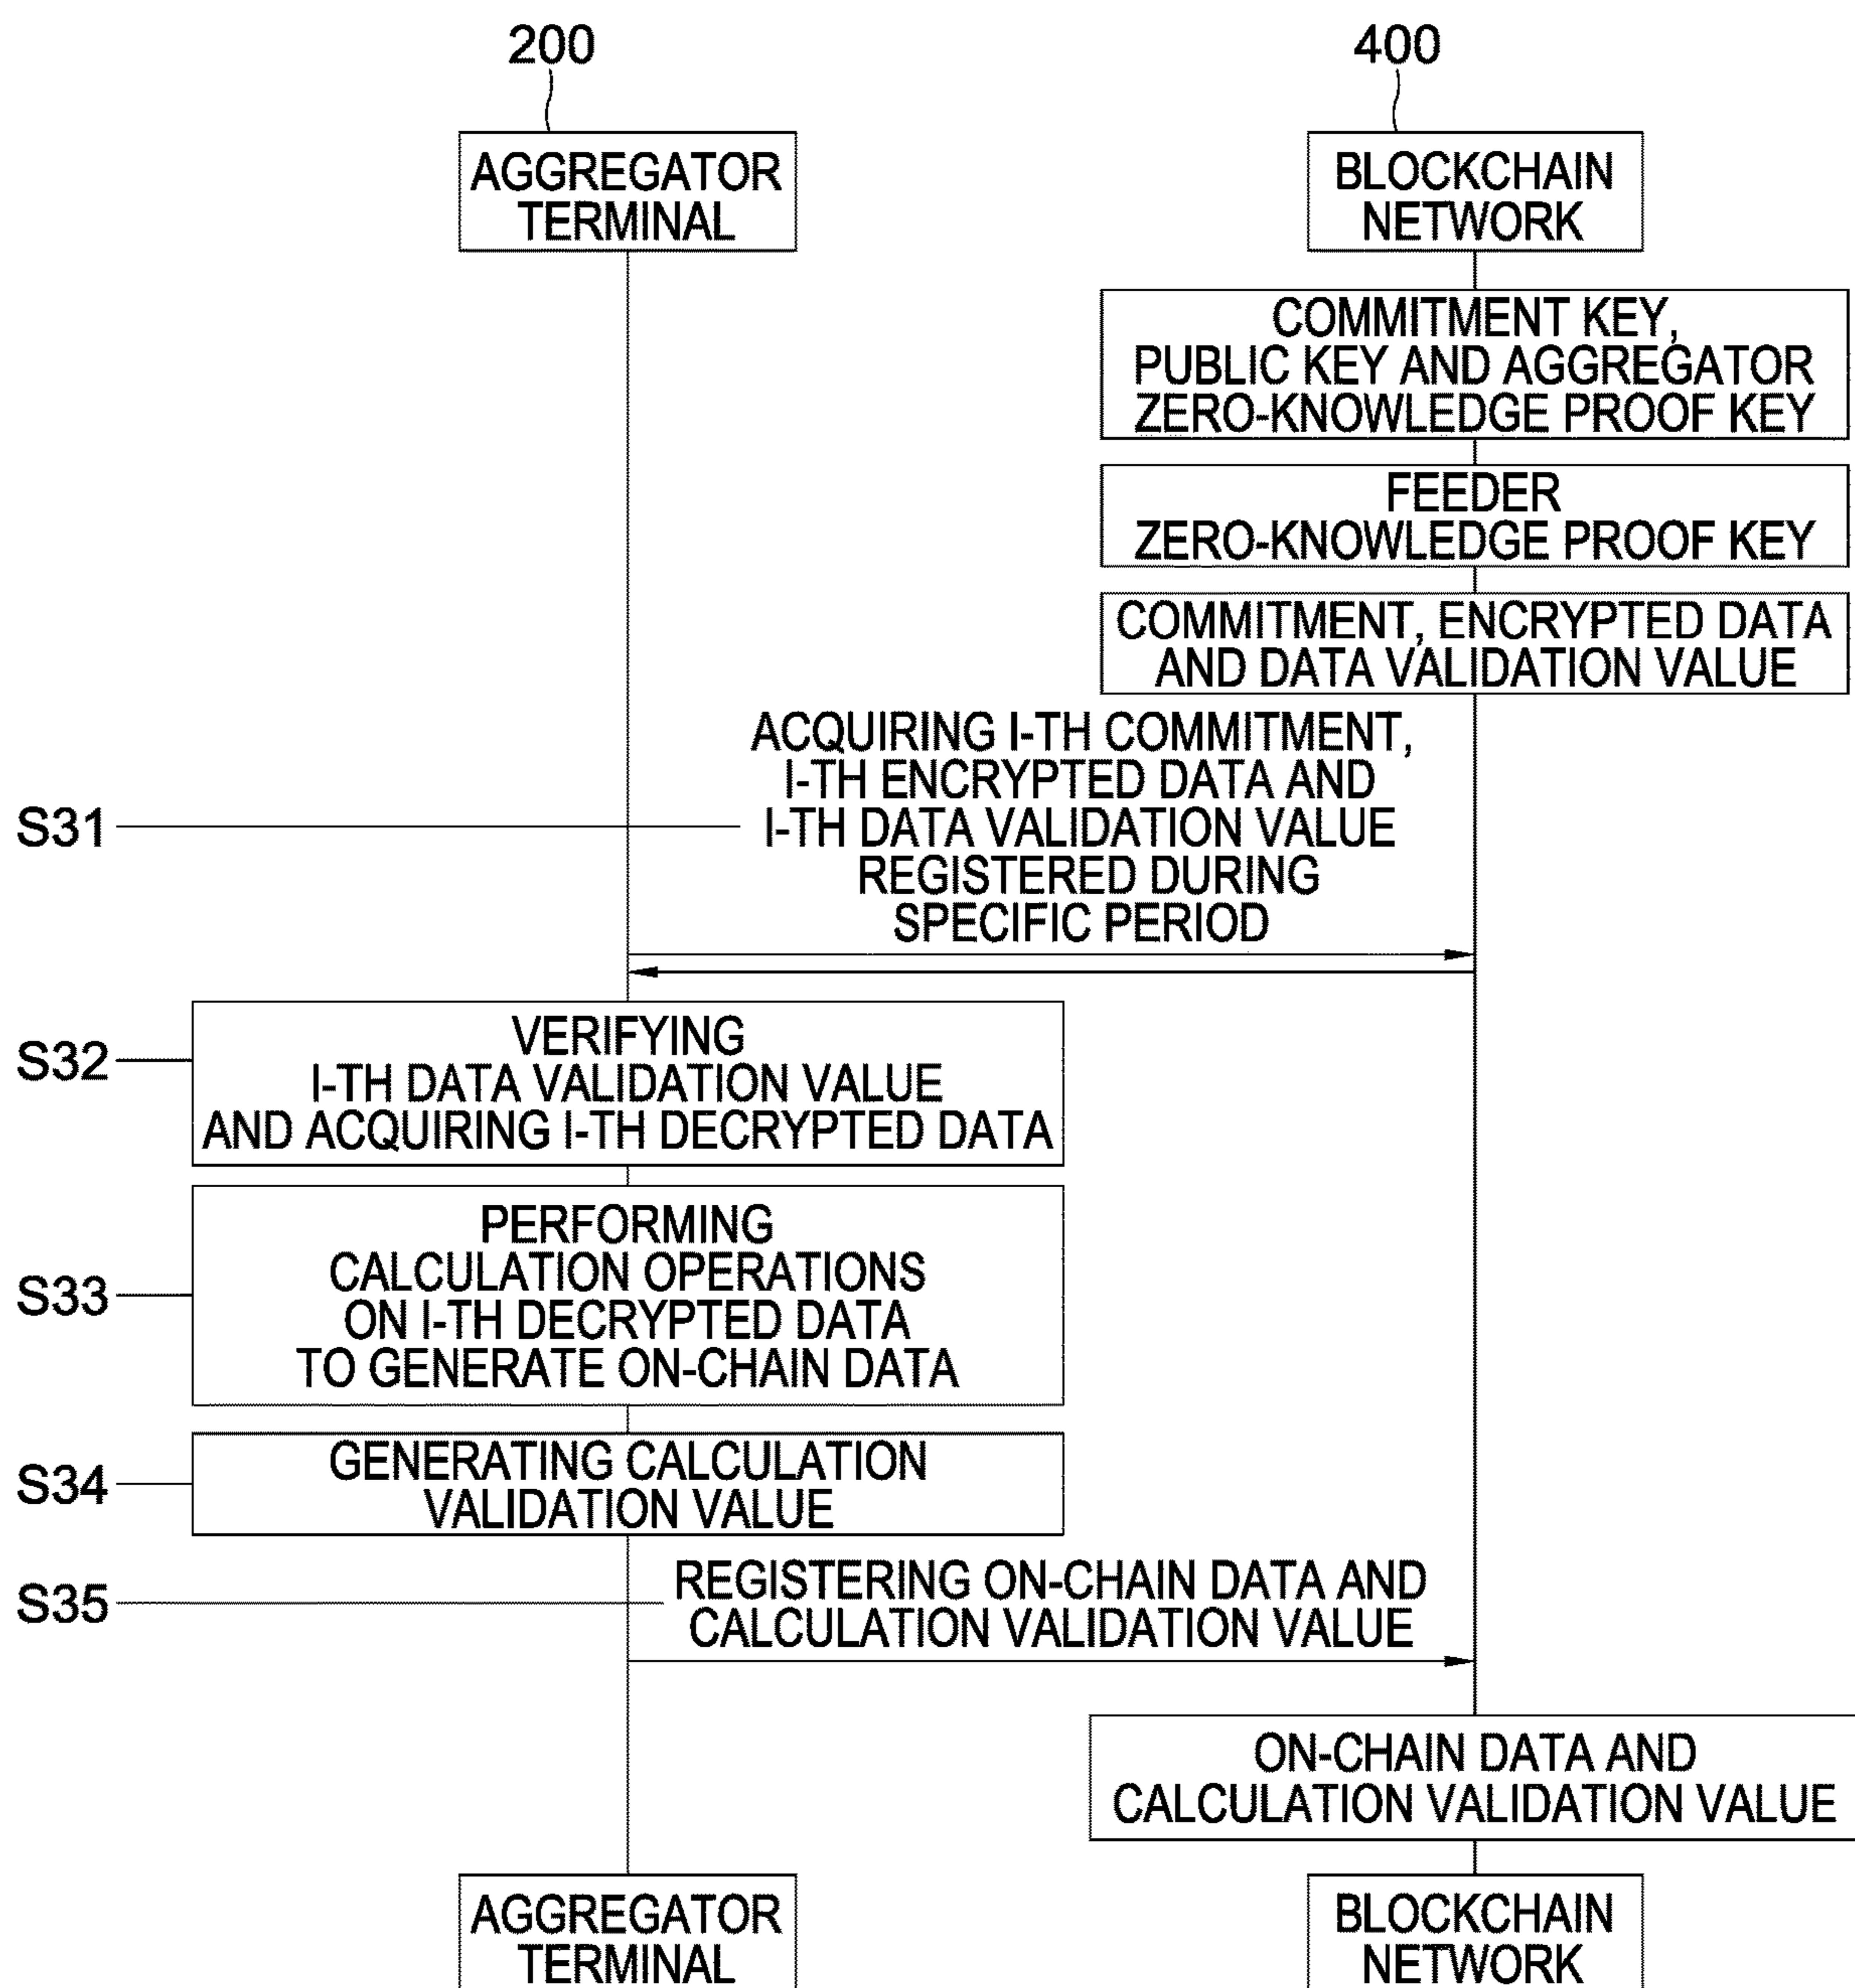 200
400
AGGREGATOR
TERMINAL
BLOCKCHAIN
NETWORK
COMMITMENT KEY,
PUBLIC KEY AND AGGREGATOR
ZERO-KNOWLEDGE PROOF KEY
FEEDER
ZERO-KNOWLEDGE PROOF KEY
COMMITMENT, ENCRYPTED DATA
AND DATA VALIDATION VALUE
S31
ACQUIRING I-TH COMMITMENT,
I-TH ENCRYPTED DATA AND
I-TH DATA VALIDATION VALUE
REGISTERED DURING
SPECIFIC PERIOD
S32
VERIFYING
I-TH DATA VALIDATION VALUE
AND ACQUIRING I-TH DECRYPTED DATA
S33
PERFORMING
CALCULATION OPERATIONS
ON I-TH DECRYPTED DATA
TO GENERATE ON-CHAIN DATA
S34
GENERATING CALCULATION
VALIDATION VALUE
S35
REGISTERING ON-CHAIN DATA AND
CALCULATION VALIDATION VALUE
ON-CHAIN DATA AND
CALCULATION VALIDATION VALUE
AGGREGATOR
TERMINAL
BLOCKCHAIN
NETWORK